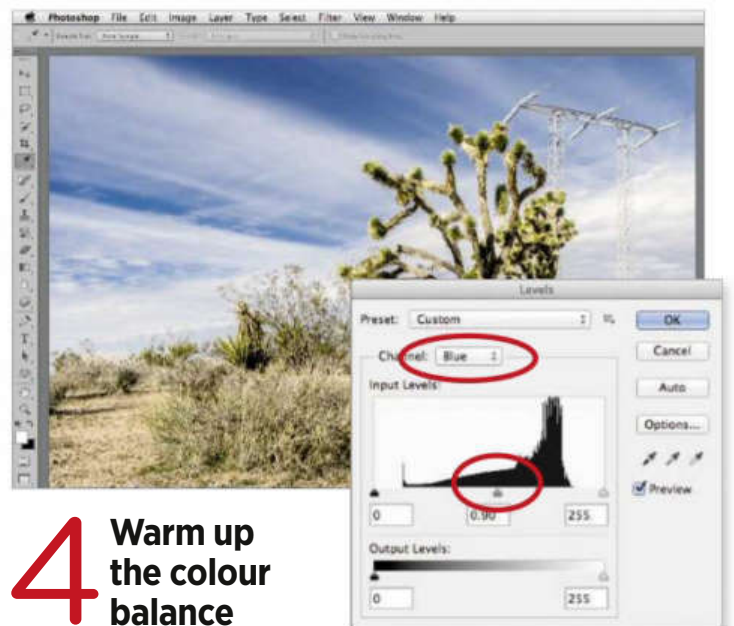 Photoshop File Edit Image Layer Type Select Filter View Window Help
Levels
Preset: Custom
OK
Channel: Blue
Cancel
Input Levels:
Auto
Options...
Preview
0 0.90 255
Output Levels:
0 255
4 Warm up
the colour
balance